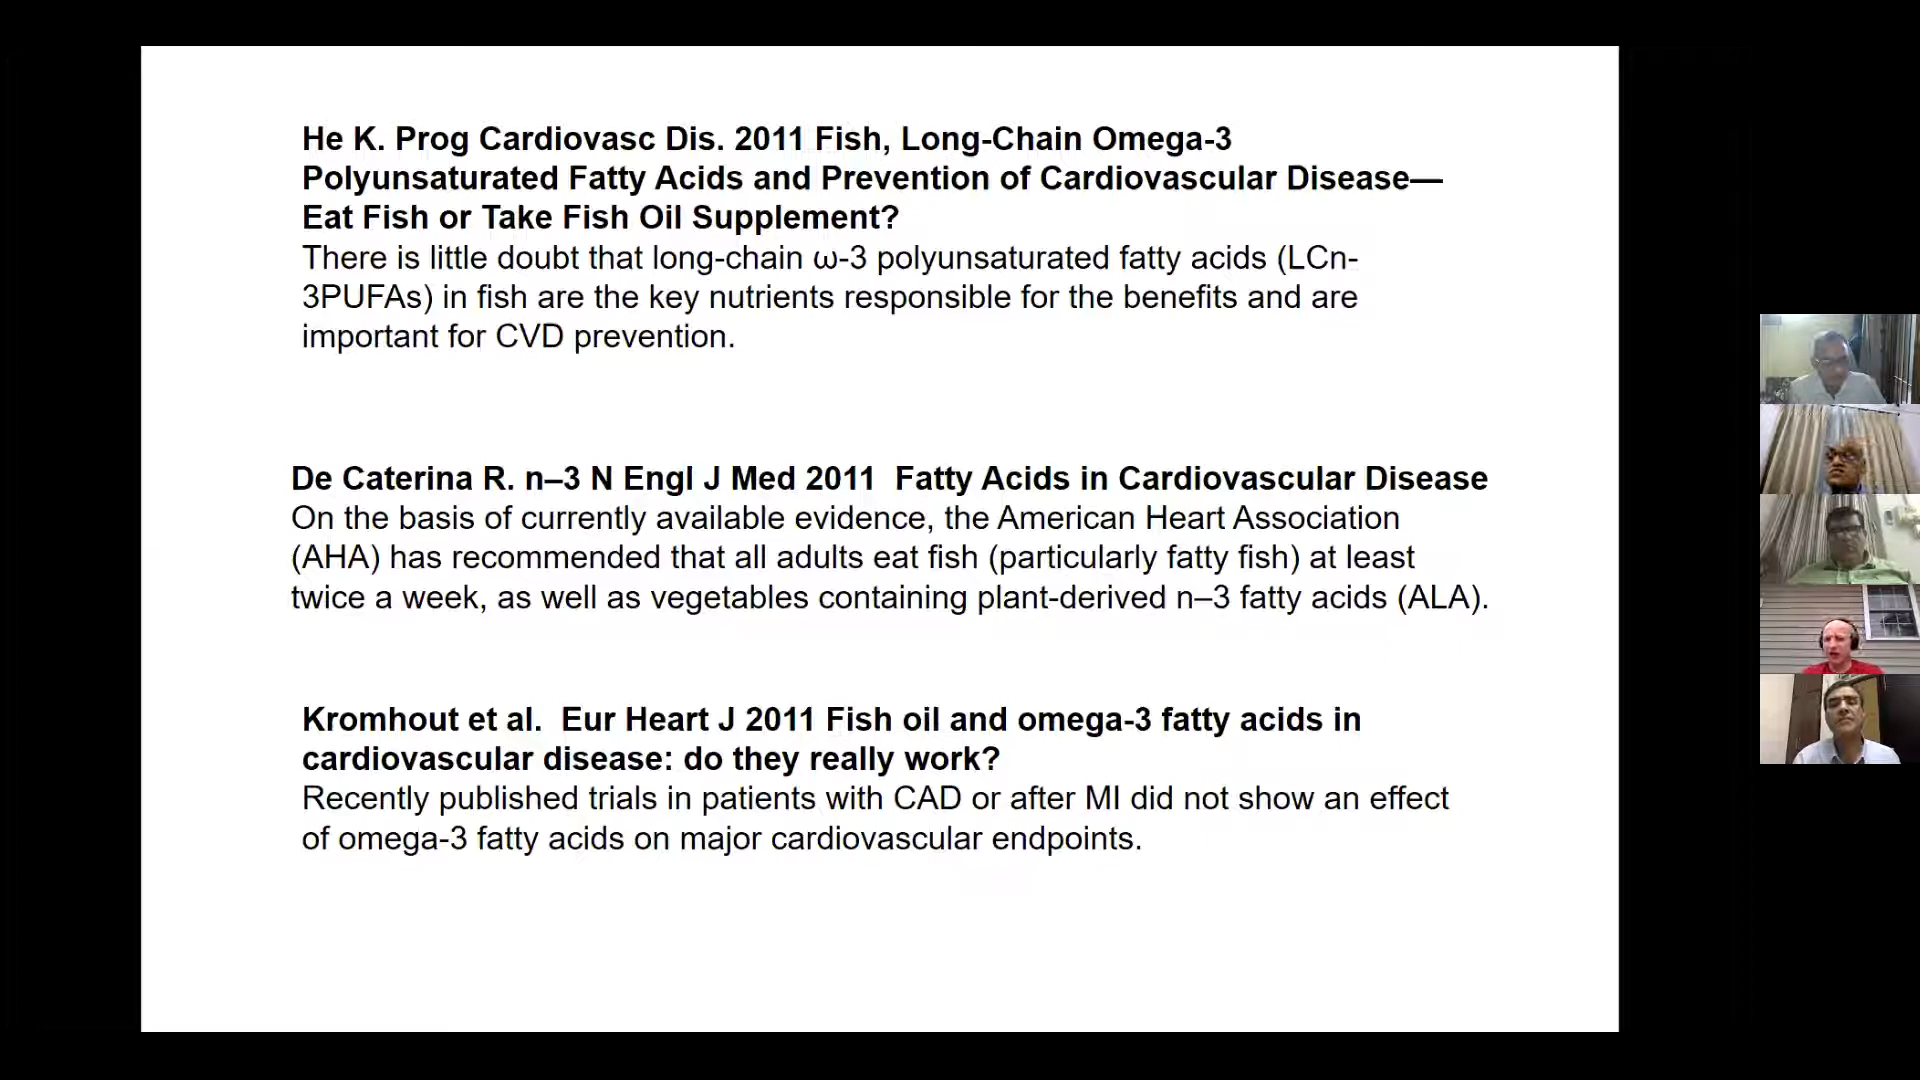 He K. Prog Cardiovasc Dis. 2011 Fish, Long-Chain Omega-3
Polyunsaturated Fatty Acids and Prevention of Cardiovascular Disease—
Eat Fish or Take Fish Oil Supplement?
There is little doubt that long-chain ω-3 polyunsaturated fatty acids (LCn-
3PUFAs) in fish are the key nutrients responsible for the benefits and are
important for CVD prevention.
De Caterina R. n–3 N Engl J Med 2011  Fatty Acids in Cardiovascular Disease
On the basis of currently available evidence, the American Heart Association
(AHA) has recommended that all adults eat fish (particularly fatty fish) at least
twice a week, as well as vegetables containing plant-derived n–3 fatty acids (ALA).
Kromhout et al.  Eur Heart J 2011 Fish oil and omega-3 fatty acids in
cardiovascular disease: do they really work?
Recently published trials in patients with CAD or after MI did not show an effect
of omega-3 fatty acids on major cardiovascular endpoints.